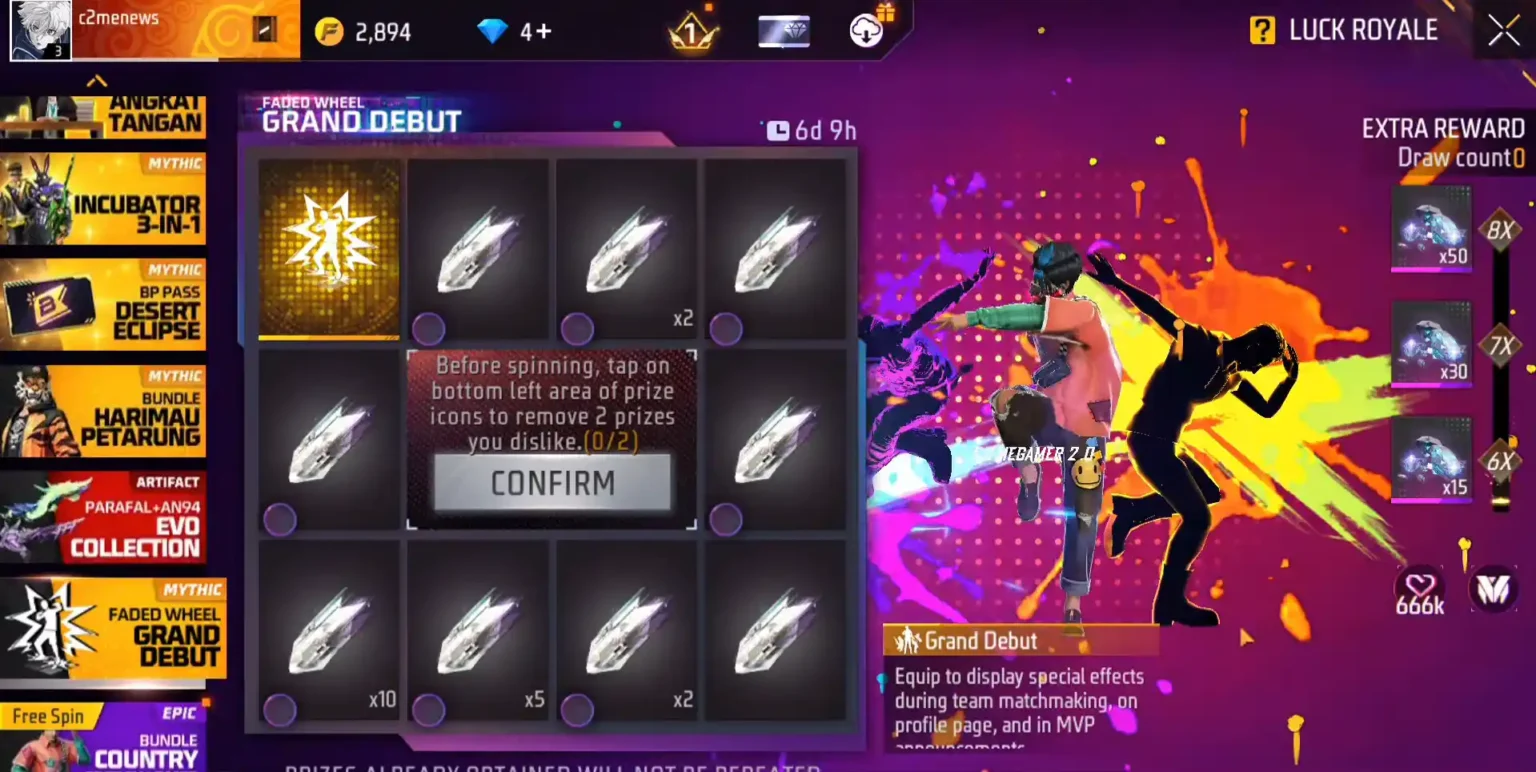 c2menews
3
2,894
4+
1
? LUCK ROYALE
ANGKAT
TANGAN
MYTHIC
INCUBATOR
3-IN-1
MYTHIC
BP PASS
DESERT
ECLIPSE
MYTHIC
BUNDLE
HARIMAU
PETARUNG
ARTIFACT
PARAFAL+AN94
EVO
COLLECTION
MYTHIC
FADED WHEEL
GRAND
DEBUT
Free Spin
EPIC
BUNDLE
COUNTRY
FADED WHEEL
GRAND DEBUT
6d 9h
x2
Before spinning, tap on
bottom left area of prize
icons to remove 2 prizes
you dislike.(0/2)
CONFIRM
x10
x5
x2
PRIZES ALREADY OBTAINED WILL NOT BE REPEATED
EXTRA REWARD
Draw count0
x50
8X
x30
7X
x15
6X
666k
Grand Debut
Equip to display special effects
during team matchmaking, on
profile page, and in MVP
announcements.